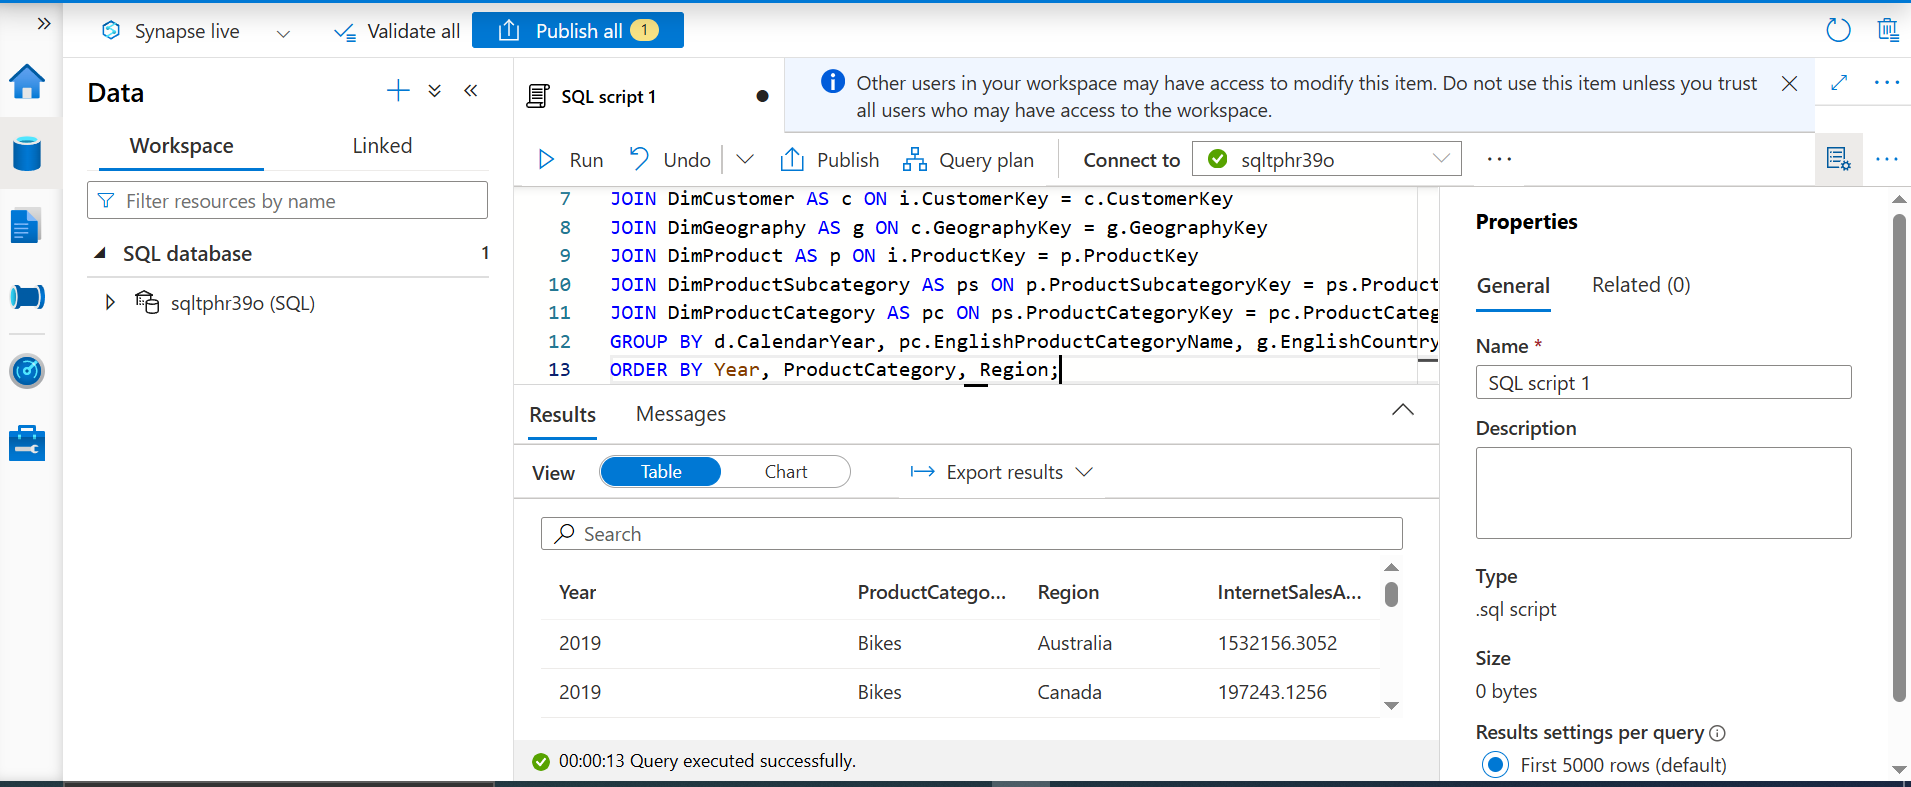 Synapse live
Validate all
Publish all 1
Data
Workspace Linked
Filter resources by name
SQL database 1
sqltphr39o (SQL)
SQL script 1
Other users in your workspace may have access to modify this item. Do not use this item unless you trust
all users who may have access to the workspace.
Run Undo Publish Query plan Connect to sqltphr39o
7 JOIN DimCustomer AS c ON i.CustomerKey = c.CustomerKey
8 JOIN DimGeography AS g ON c.GeographyKey = g.GeographyKey
9 JOIN DimProduct AS p ON i.ProductKey = p.ProductKey
10 JOIN DimProductSubcategory AS ps ON p.ProductSubcategoryKey = ps.Product
11 JOIN DimProductCategory AS pc ON ps.ProductCategoryKey = pc.ProductCateg
12 GROUP BY d.CalendarYear, pc.EnglishProductCategoryName, g.EnglishCountry
13 ORDER BY Year, ProductCategory, Region;
Results Messages
View Table Chart Export results
Search
Year ProductCatego... Region InternetSalesA...
2019 Bikes Australia 1532156.3052
2019 Bikes Canada 197243.1256
00:00:13 Query executed successfully.
Properties
General Related (0)
Name *
SQL script 1
Description
Type
.sql script
Size
0 bytes
Results settings per query
First 5000 rows (default)